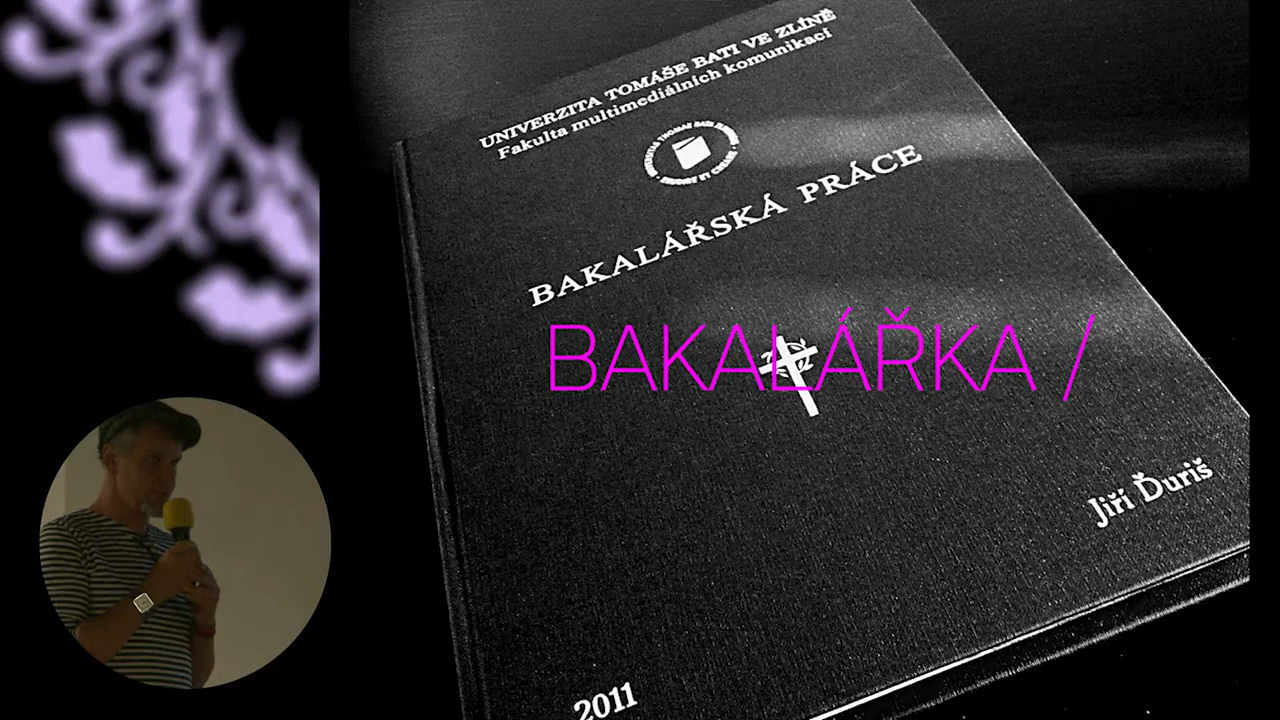 UNIVERZITA TOMÁŠE BATI VE ZLÍNĚ
Fakulta multimediálních komunikací
BAKALÁŘSKÁ PRÁCE
BAKALÁŘKA /
Jiří Ďuriš
2011